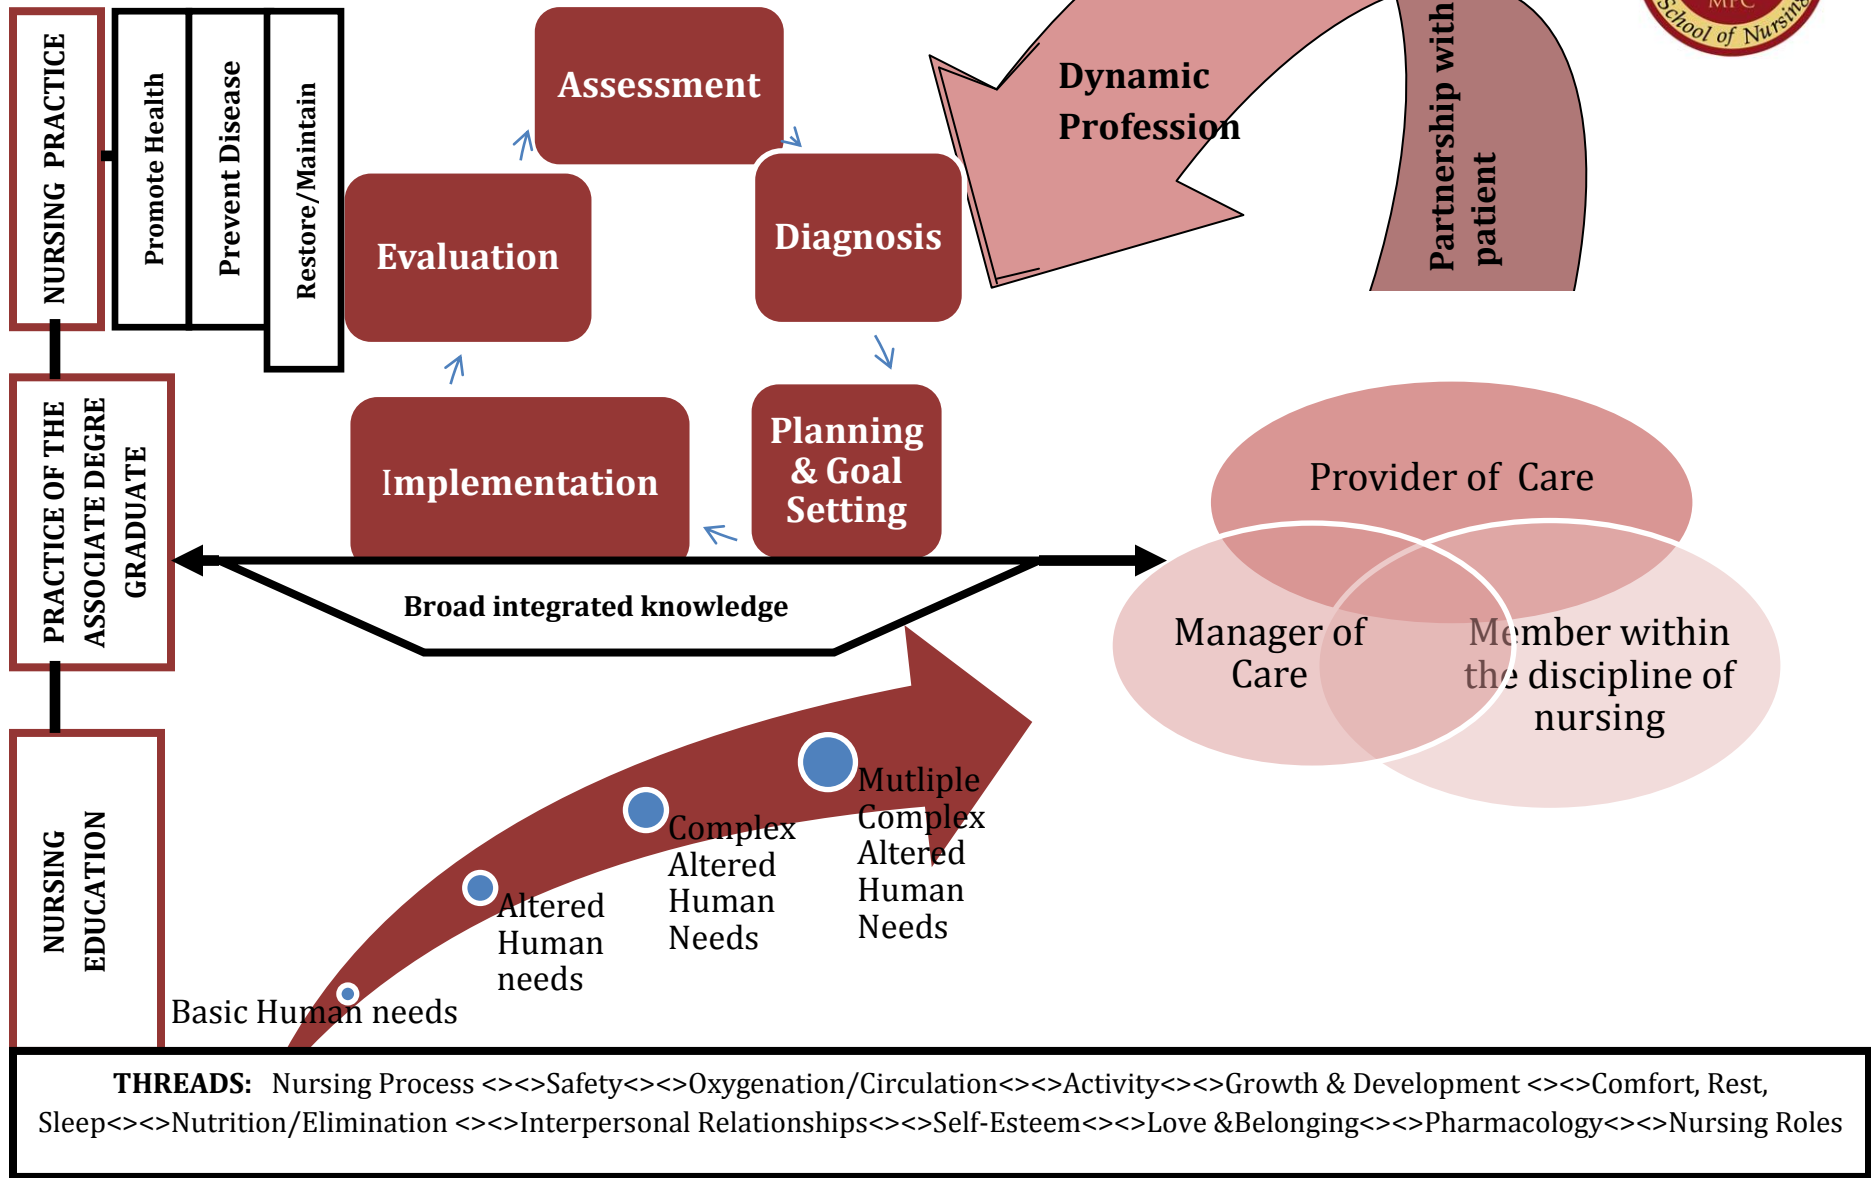 MFC
School of Nursing
NURSING PRACTICE
Promote Health
Prevent Disease
Restore/Maintain
Assessment
Diagnosis
Planning
& Goal
Setting
Implementation
Evaluation
Dynamic
Profession
Partnership with
patient
PRACTICE OF THE
ASSOCIATE DEGRE
GRADUATE
Broad integrated knowledge
Provider of Care
Manager of
Care
Member within
the discipline of
nursing
NURSING
EDUCATION
Basic Human needs
Altered
Human
needs
Complex
Altered
Human
Needs
Mutliple
Complex
Altered
Human
Needs
THREADS: Nursing Process <><>Safety<><>Oxygenation/Circulation<><>Activity<><>Growth & Development <><>Comfort, Rest,
Sleep<><>Nutrition/Elimination <><>Interpersonal Relationships<><>Self-Esteem<><>Love &Belonging<><>Pharmacology<><>Nursing Roles